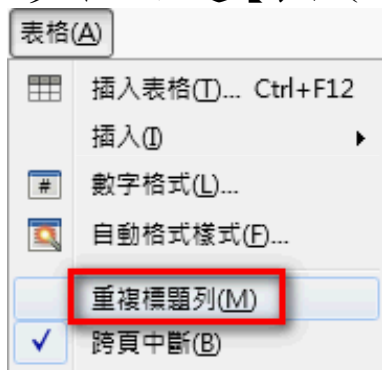 表格(A)
插入表格(T)... Ctrl+F12
插入(I)
數字格式(L)...
自動格式樣式(F)...
重複標題列(M)
跨頁中斷(B)